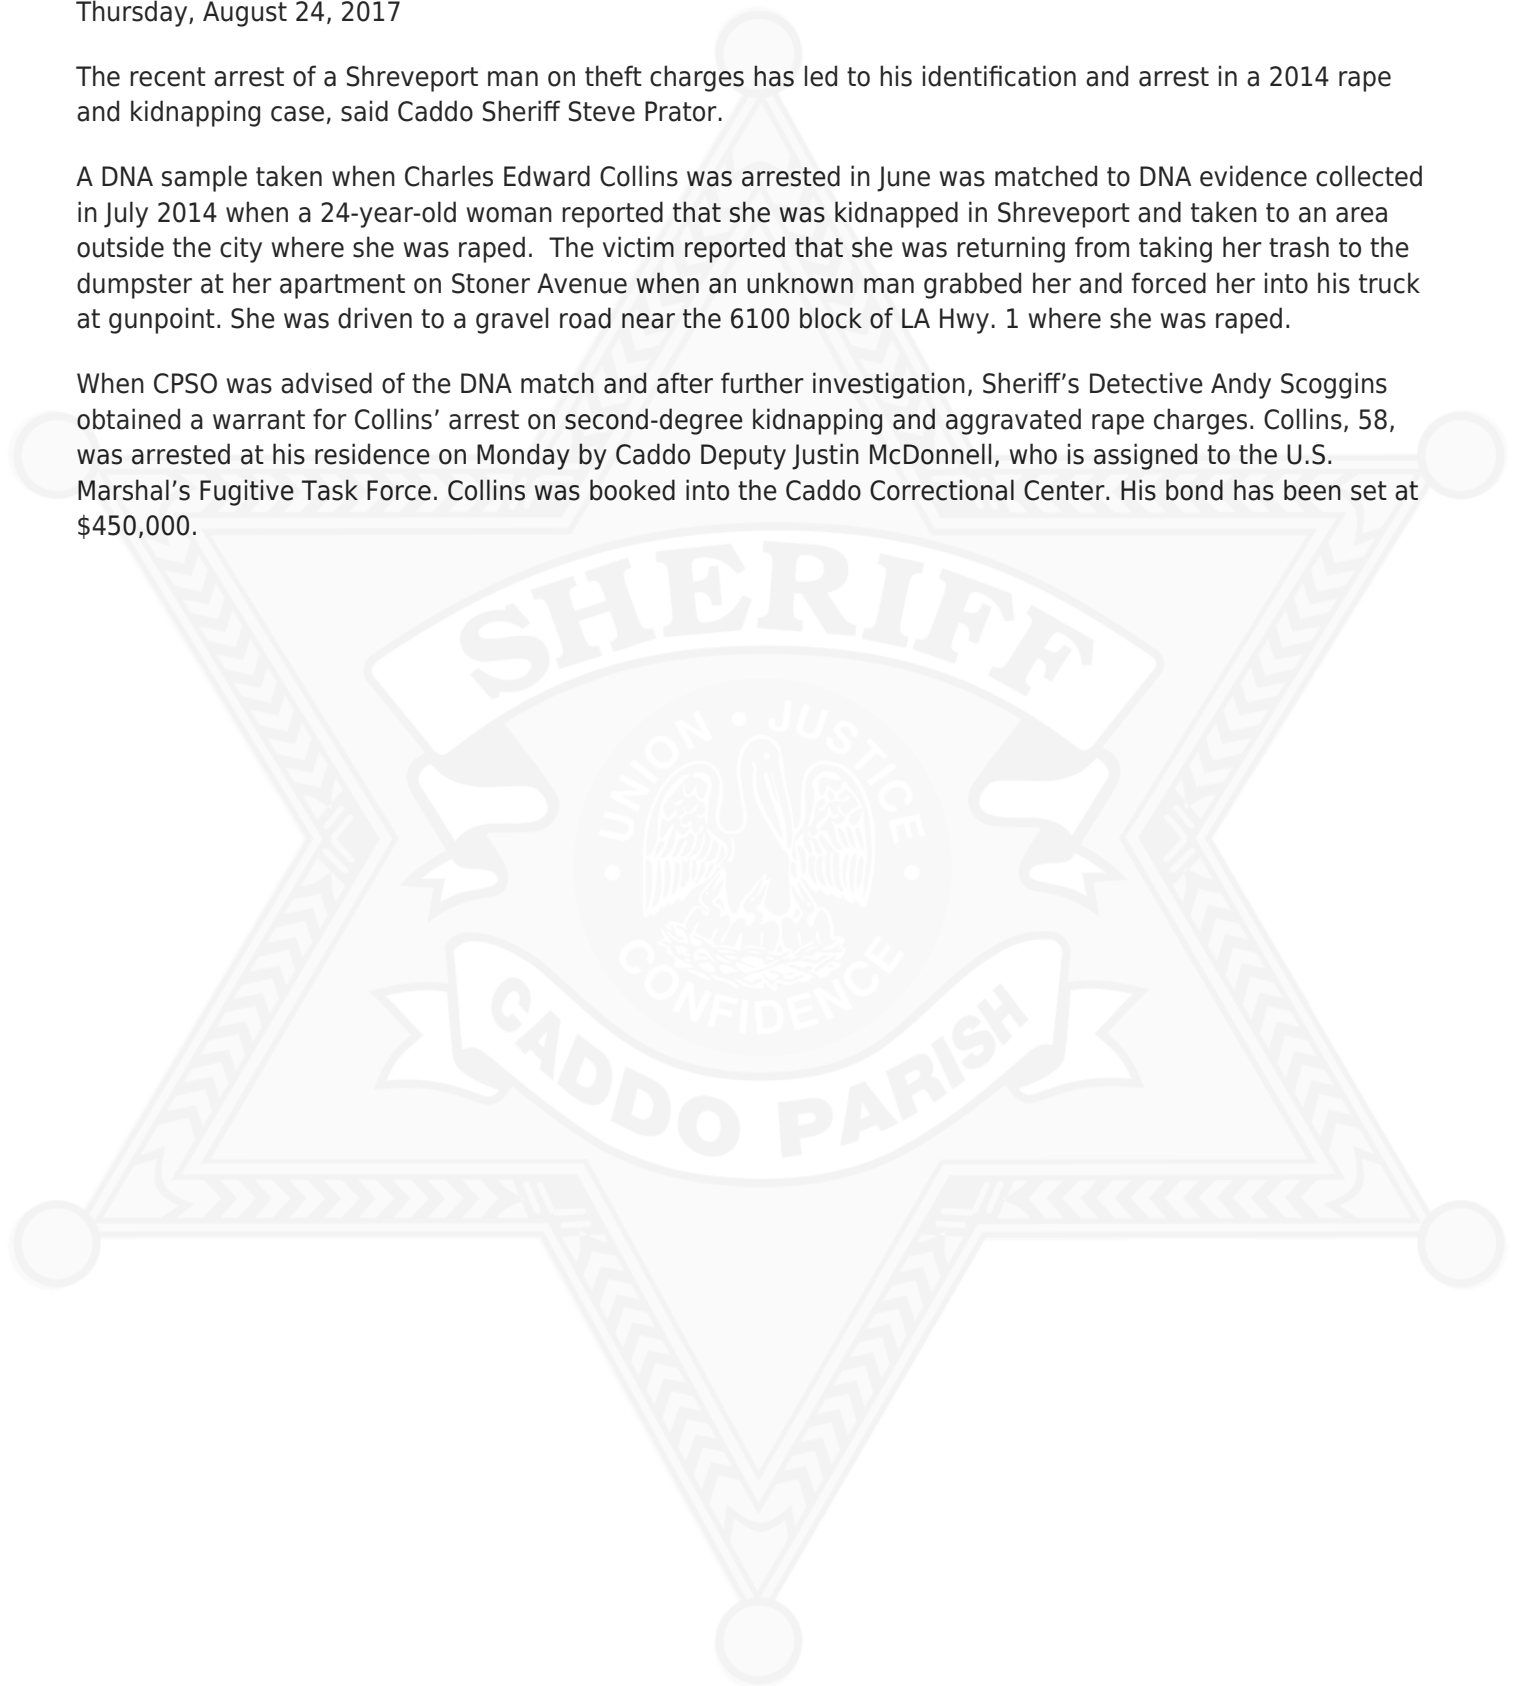 Thursday, August 24, 2017
The recent arrest of a Shreveport man on theft charges has led to his identification and arrest in a 2014 rape
and kidnapping case, said Caddo Sheriff Steve Prator.
A DNA sample taken when Charles Edward Collins was arrested in June was matched to DNA evidence collected
in July 2014 when a 24-year-old woman reported that she was kidnapped in Shreveport and taken to an area
outside the city where she was raped.  The victim reported that she was returning from taking her trash to the
dumpster at her apartment on Stoner Avenue when an unknown man grabbed her and forced her into his truck
at gunpoint. She was driven to a gravel road near the 6100 block of LA Hwy. 1 where she was raped.
When CPSO was advised of the DNA match and after further investigation, Sheriff’s Detective Andy Scoggins
obtained a warrant for Collins’ arrest on second-degree kidnapping and aggravated rape charges. Collins, 58,
was arrested at his residence on Monday by Caddo Deputy Justin McDonnell, who is assigned to the U.S.
Marshal’s Fugitive Task Force. Collins was booked into the Caddo Correctional Center. His bond has been set at
$450,000.
SHERIFF
UNION • JUSTICE
• CONFIDENCE •
CADDO PARISH